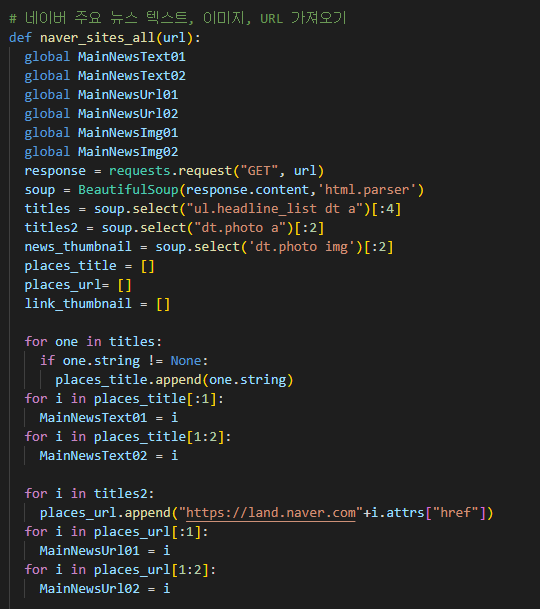 # 네이버 주요 뉴스 텍스트, 이미지, URL 가져오기
def naver_sites_all(url):
  global MainNewsText01
  global MainNewsText02
  global MainNewsUrl01
  global MainNewsUrl02
  global MainNewsImg01
  global MainNewsImg02
  response = requests.request("GET", url)
  soup = BeautifulSoup(response.content,'html.parser')
  titles = soup.select("ul.headline_list dt a")[:4]
  titles2 = soup.select("dt.photo a")[:2]
  news_thumbnail = soup.select('dt.photo img')[:2]
  places_title = []
  places_url= []
  link_thumbnail = []

  for one in titles:
    if one.string != None:
      places_title.append(one.string)
  for i in places_title[:1]:
    MainNewsText01 = i
  for i in places_title[1:2]:
    MainNewsText02 = i

  for i in titles2:
    places_url.append("https://land.naver.com"+i.attrs["href"])
  for i in places_url[:1]:
    MainNewsUrl01 = i
  for i in places_url[1:2]:
    MainNewsUrl02 = i